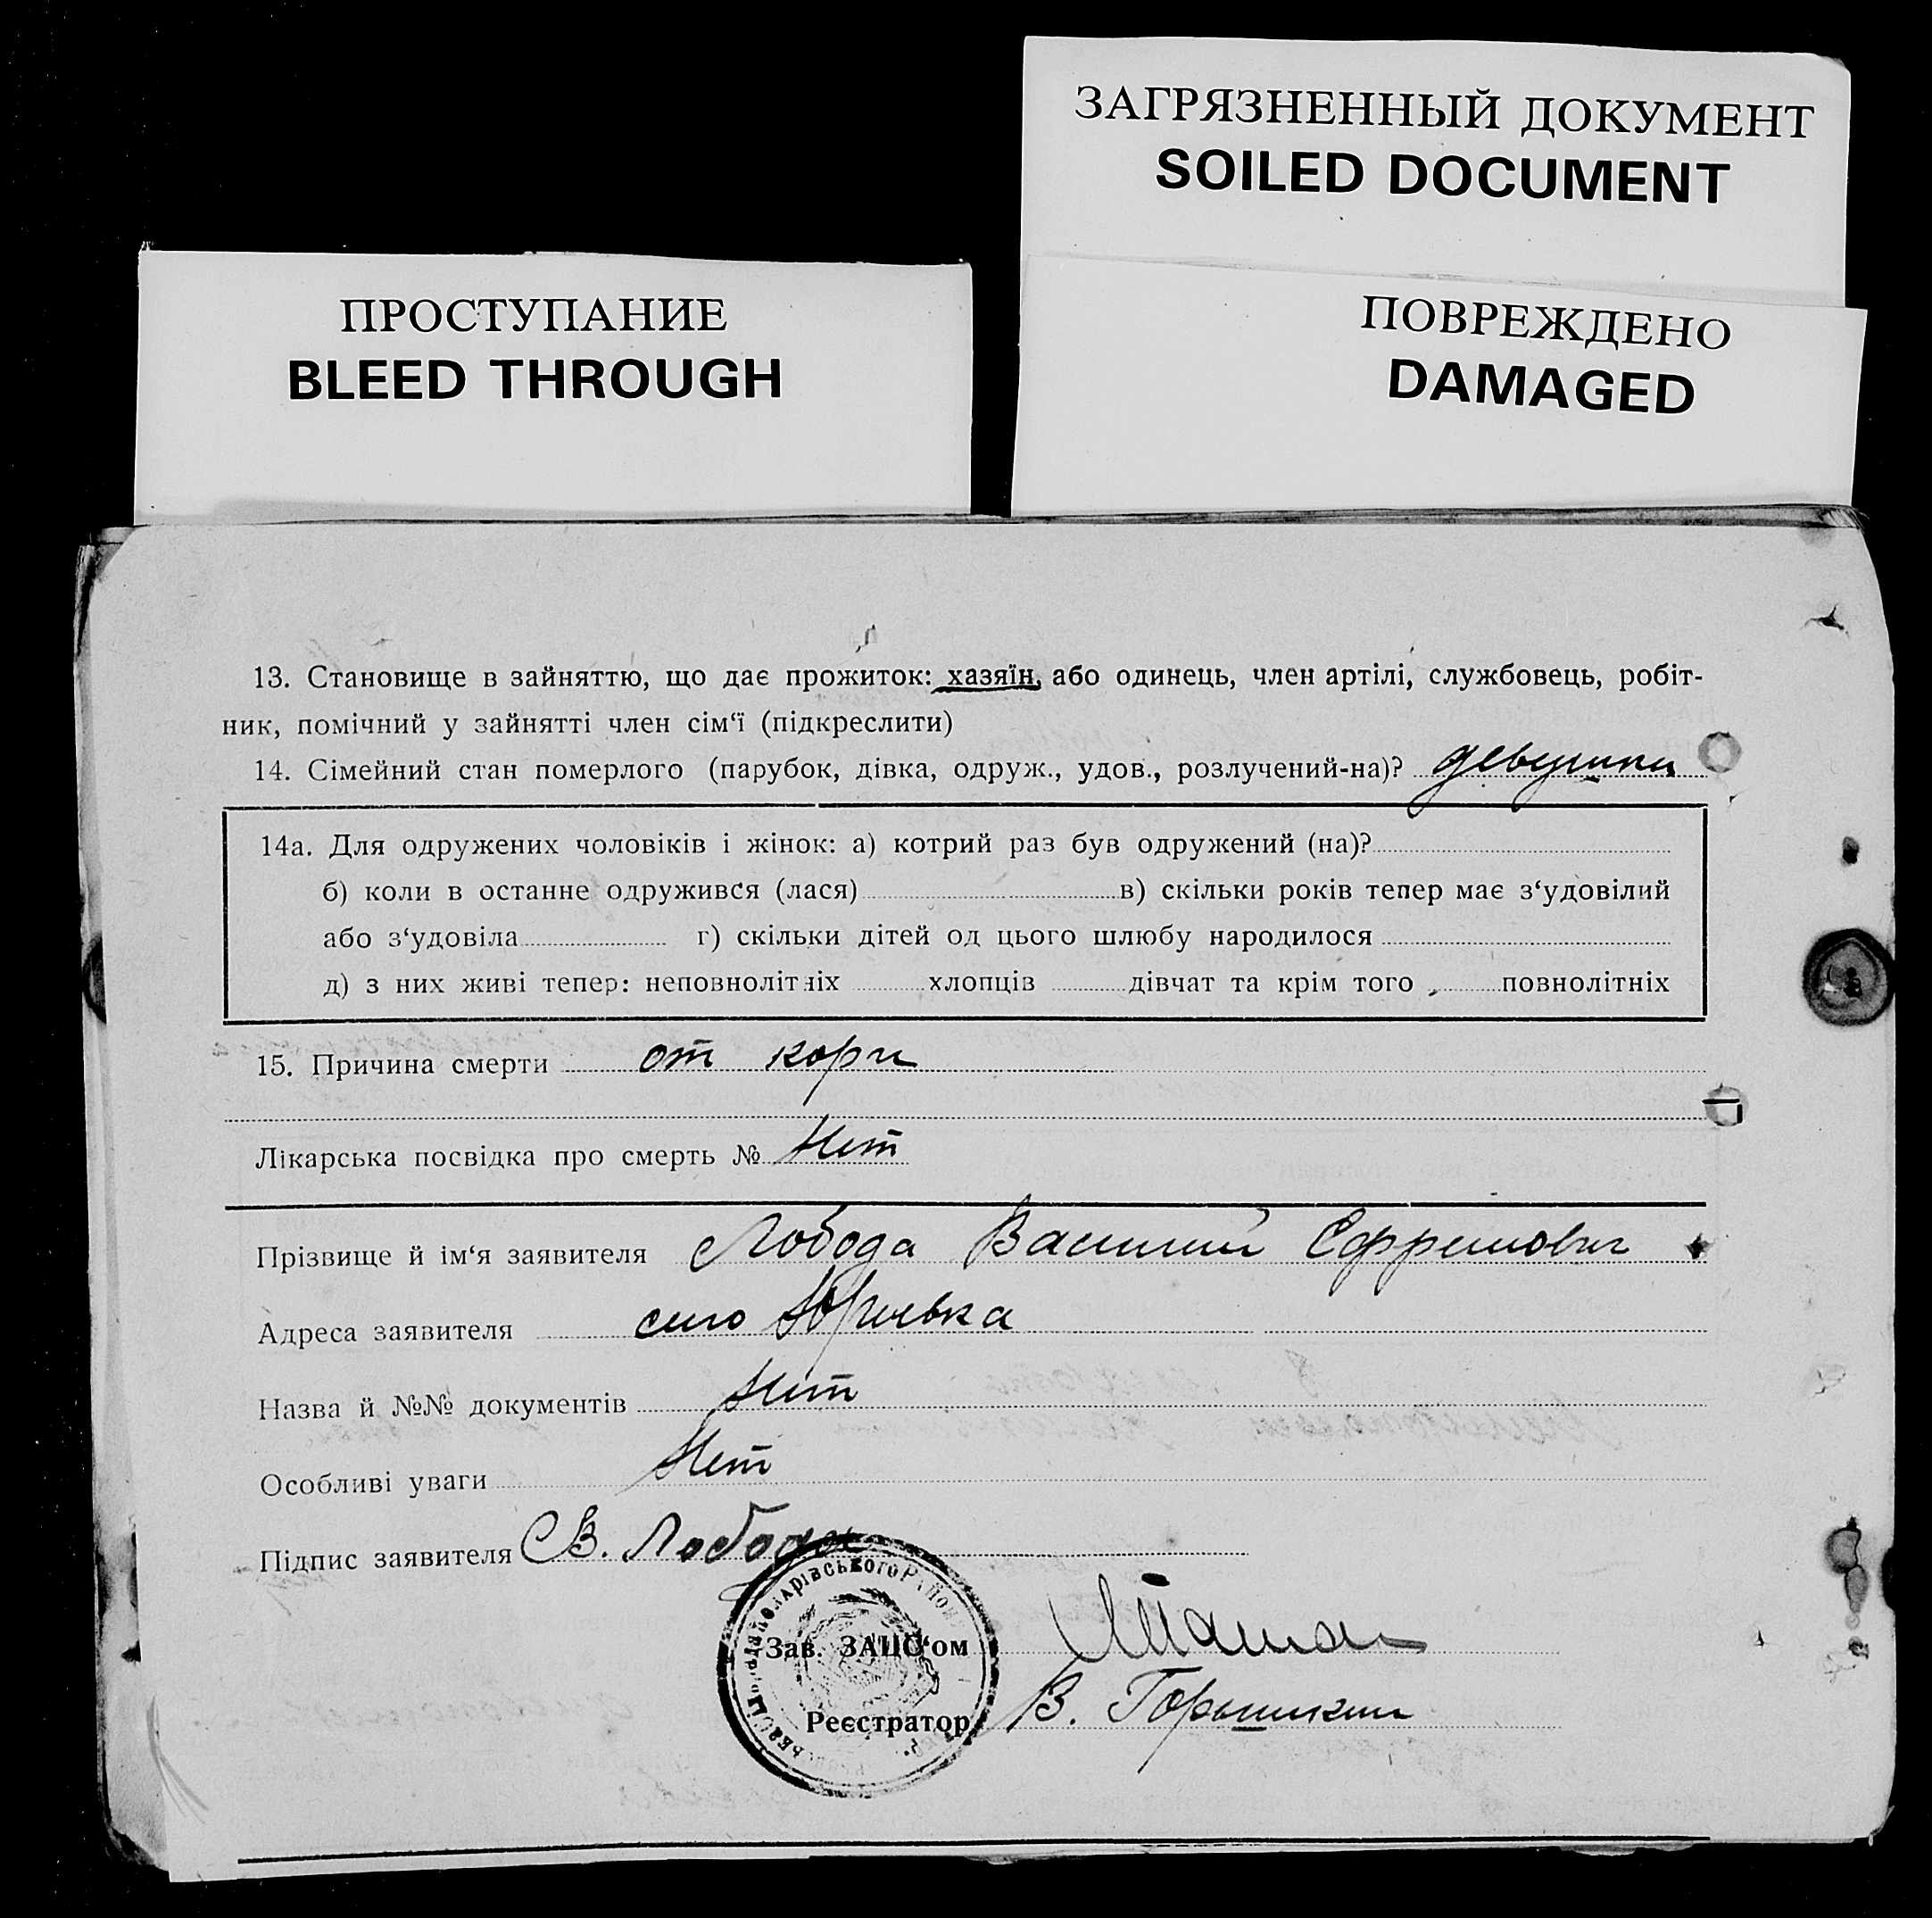 ЗАГРЯЗНЕННЫЙ ДОКУМЕНТ
SOILED DOCUMENT
ПРОСТУПАНИЕ
BLEED THROUGH
ПОВРЕЖДЕНО
DAMAGED
13. Становище в зайняттю, що дає прожиток: хазяїн, або одинець, член артілі, службовець, робіт-
ник, помічний у зайнятті член сім‘ї (підкреслити)
14. Сімейний стан померлого (парубок, дівка, одруж., удов., розлучений-на)? девушка
14а. Для одружених чоловіків і жінок: а) котрий раз був одружений (на)?
б) коли в останне одружився (лася) в) скільки років тепер має з‘удовілий
або з‘удовіла г) скільки дітей од цього шлюбу народилося
д) з них живі тепер: неповнолітніх хлопців дівчат та крім того повнолітніх
15. Причина смерти от кори
Лікарська посвідка про смерть № Нет
Прізвище й ім‘я заявителя Лобода Василий Ефремович
Адреса заявителя село Юрьевка
Назва й №№ документів Нет
Особливі уваги Нет
Підпис заявителя В. Лобода
Зав. ЗАЦС‘ом
Реєстратор В.